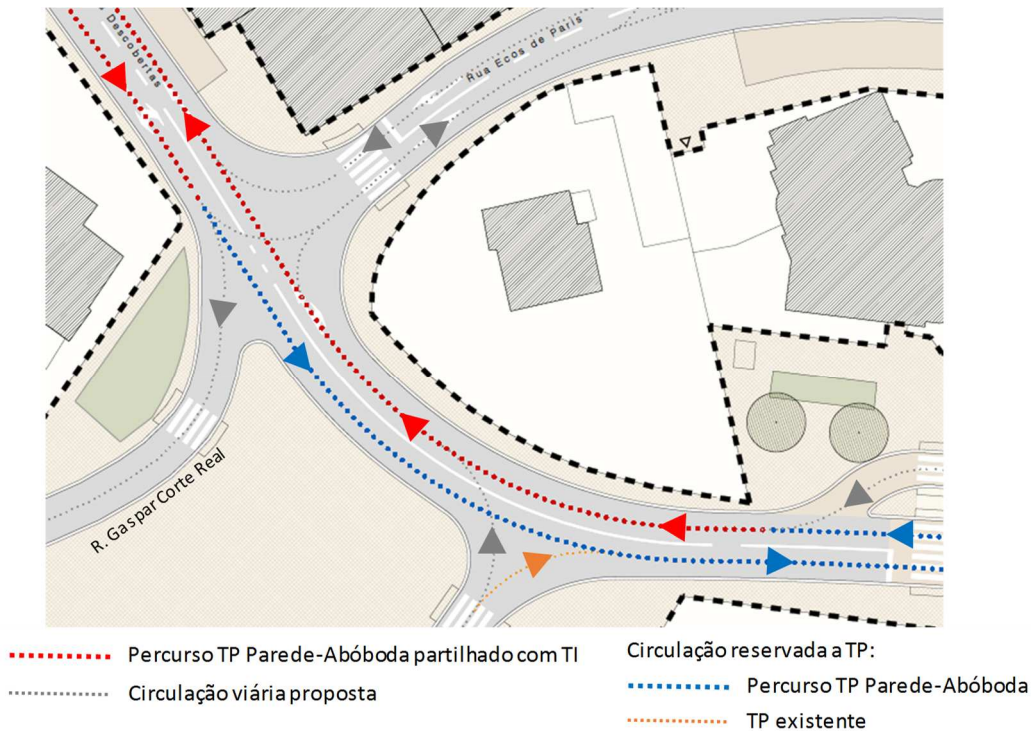 Descobertas
Rua Ecos de Paris
R. Gaspar Corte Real
Percurso TP Parede-Abóboda partilhado com TI
Circulação viária proposta
Circulação reservada a TP:
Percurso TP Parede-Abóboda
TP existente